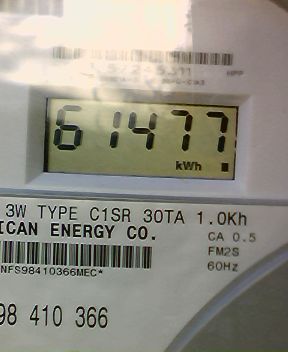 61477
kWh
3W TYPE C1SR 30TA 1.0Kh
ICAN ENERGY CO.
CA 0.5
FM2S
60Hz
NFS98410366MEC*
98 410 366